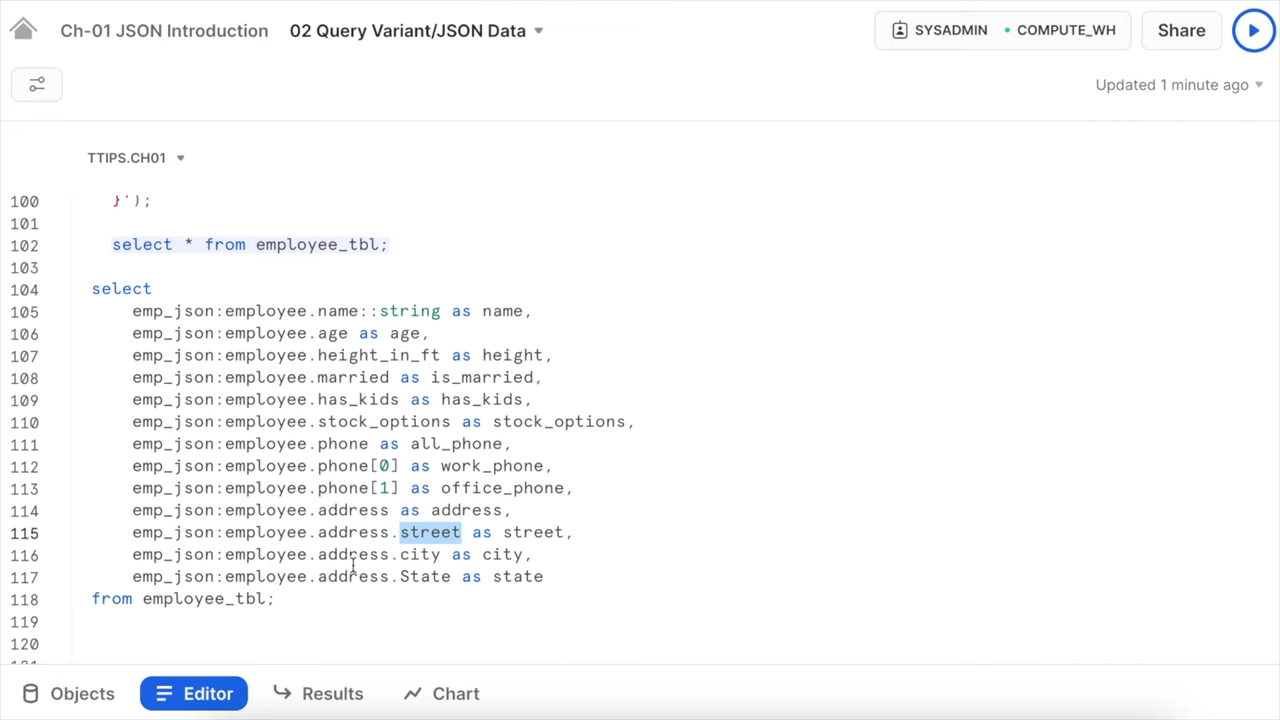 Ch-01 JSON Introduction 02 Query Variant/JSON Data SYSADMIN COMPUTE_WH Share
Updated 1 minute ago
TTIPS.CH01
100 }');
101
102 select * from employee_tbl;
103
104 select
105 emp_json:employee.name::string as name,
106 emp_json:employee.age as age,
107 emp_json:employee.height_in_ft as height,
108 emp_json:employee.married as is_married,
109 emp_json:employee.has_kids as has_kids,
110 emp_json:employee.stock_options as stock_options,
111 emp_json:employee.phone as all_phone,
112 emp_json:employee.phone[0] as work_phone,
113 emp_json:employee.phone[1] as office_phone,
114 emp_json:employee.address as address,
115 emp_json:employee.address.street as street,
116 emp_json:employee.address.city as city,
117 emp_json:employee.address.State as state
118 from employee_tbl;
119
120
Objects Editor Results Chart